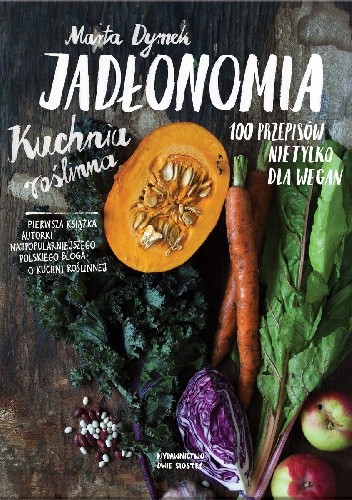 Marta Dymek
JADŁONOMIA
Kuchnia
roślinna
100 PRZEPISÓW
NIE TYLKO
DLA WEGAN
PIERWSZA KSIĄŻKA
AUTORKI
NAJPOPULARNIEJSZEGO
POLSKIEGO BLOGA
O KUCHNI ROŚLINNEJ
WYDAWNICTWO
DWIE SIOSTRY